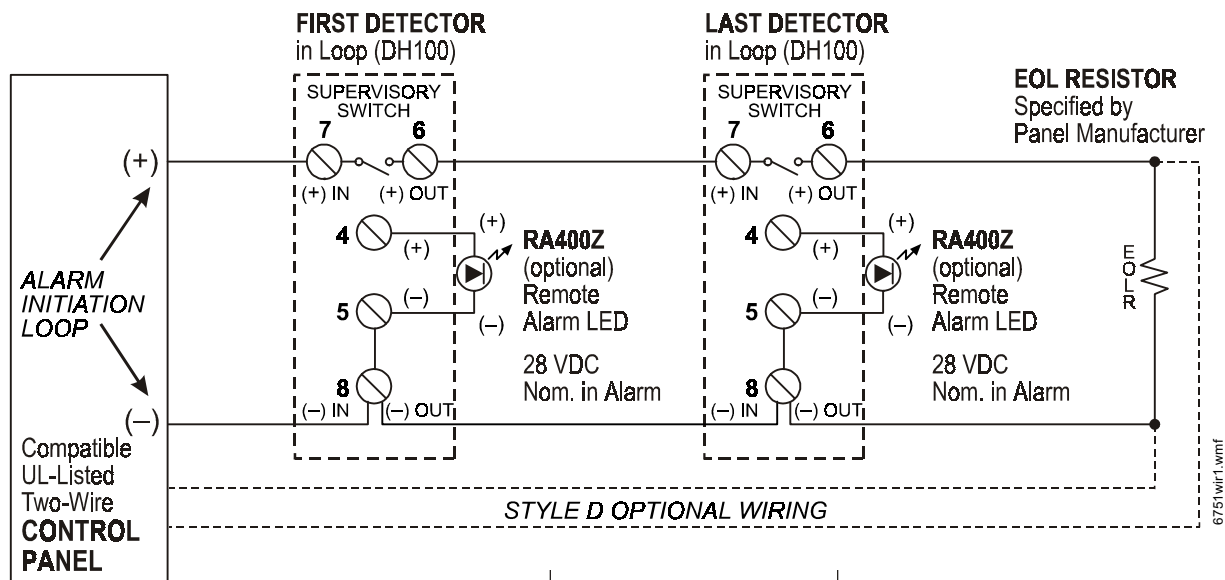 FIRST DETECTOR
in Loop (DH100)
LAST DETECTOR
in Loop (DH100)
EOL RESISTOR
Specified by
Panel Manufacturer
SUPERVISORY
SWITCH
7
6
(+) IN
(+) OUT
4
(+)
(+)
5
(–)
(–)
8
(–) IN
(–) OUT
RA400Z
(optional)
Remote
Alarm LED
28 VDC
Nom. in Alarm
SUPERVISORY
SWITCH
7
6
(+) IN
(+) OUT
4
(+)
(+)
5
(–)
(–)
8
(–) IN
(–) OUT
RA400Z
(optional)
Remote
Alarm LED
28 VDC
Nom. in Alarm
EOLR
(+)
ALARM
INITIATION
LOOP
(–)
Compatible
UL-Listed
Two-Wire
CONTROL
PANEL
STYLE D OPTIONAL WIRING
6751wir1.wmf